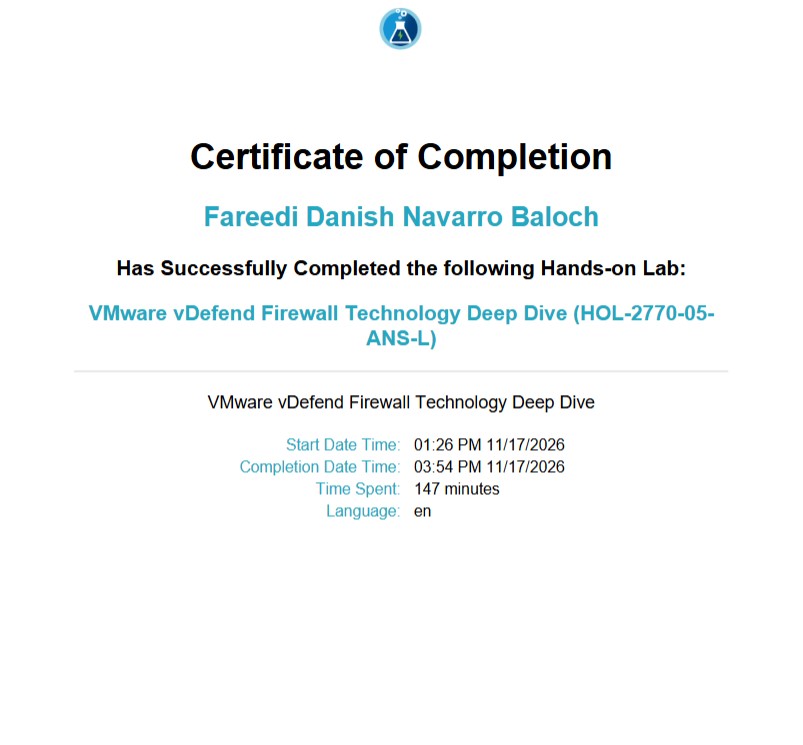 Certificate of Completion
Fareedi Danish Navarro Baloch
Has Successfully Completed the following Hands-on Lab:
VMware vDefend Firewall Technology Deep Dive (HOL-2770-05-
ANS-L)
VMware vDefend Firewall Technology Deep Dive
Start Date Time: 01:26 PM 11/17/2026
Completion Date Time: 03:54 PM 11/17/2026
Time Spent: 147 minutes
Language: en